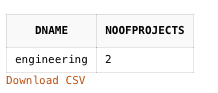 DNAME NOOFPROJECTS
engineering 2
Download CSV